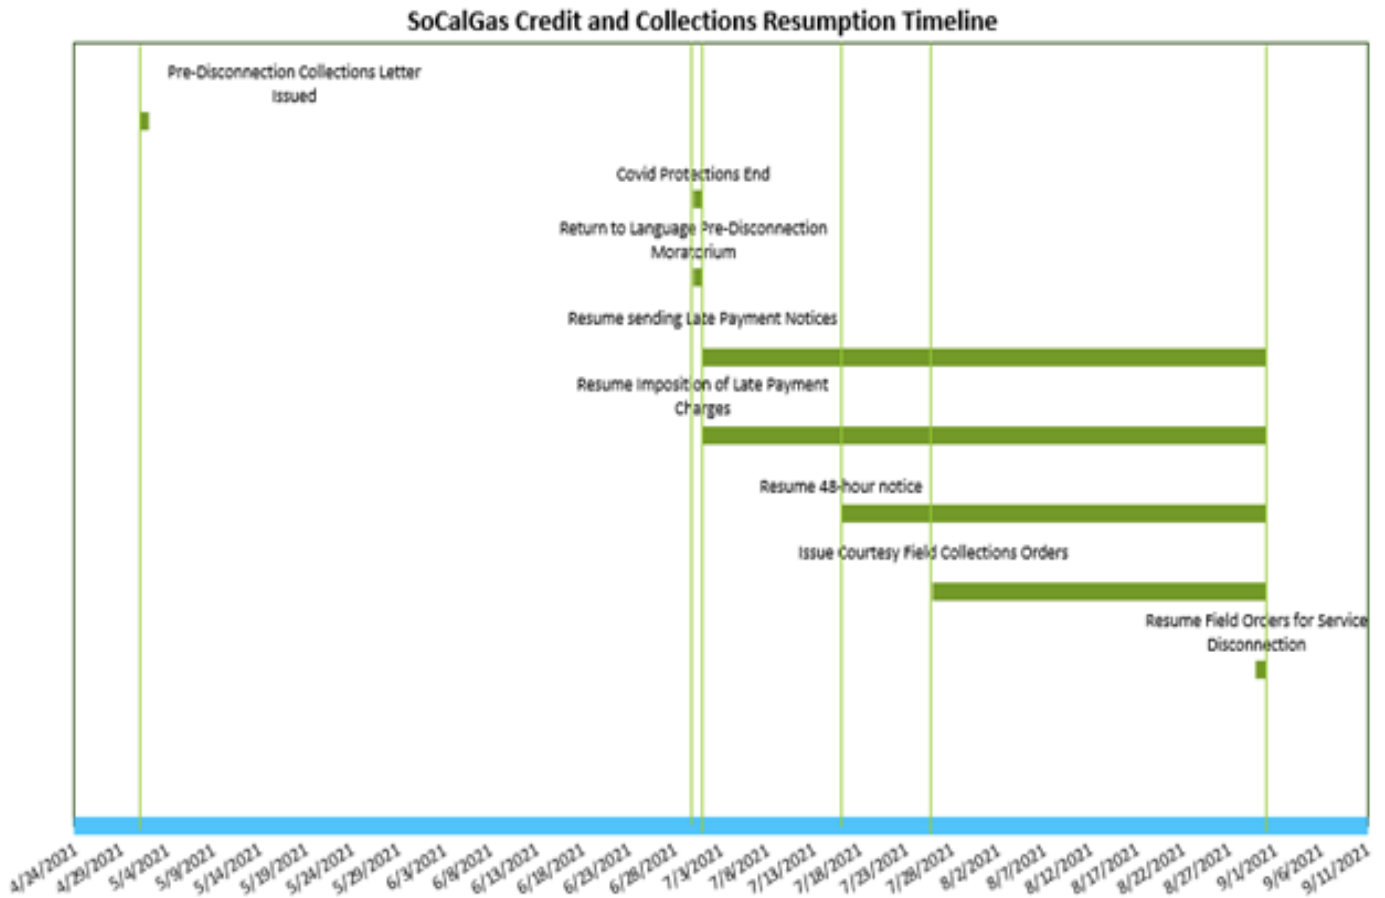 SoCalGas Credit and Collections Resumption Timeline
Pre-Disconnection Collections Letter
Issued
Covid Protections End
Return to Language Pre-Disconnection
Moratorium
Resume sending Late Payment Notices
Resume Imposition of Late Payment
Charges
Resume 48-hour notice
Issue Courtesy Field Collections Orders
Resume Field Orders for Service
Disconnection
4/24/2021
4/29/2021
5/4/2021
5/9/2021
5/14/2021
5/19/2021
5/24/2021
5/29/2021
6/3/2021
6/8/2021
6/13/2021
6/18/2021
6/23/2021
6/28/2021
7/3/2021
7/8/2021
7/13/2021
7/18/2021
7/23/2021
7/28/2021
8/2/2021
8/7/2021
8/12/2021
8/17/2021
8/22/2021
8/27/2021
9/1/2021
9/6/2021
9/11/2021